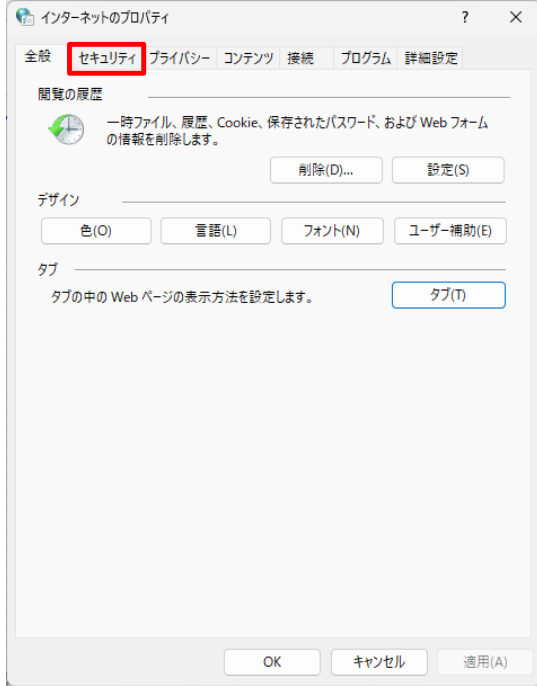 インターネットのプロパティ
全般 セキュリティ プライバシー コンテンツ 接続 プログラム 詳細設定
閲覧の履歴
一時ファイル、履歴、Cookie、保存されたパスワード、および Web フォーム
の情報を削除します。
削除(D)... 設定(S)
デザイン
色(O) 言語(L) フォント(N) ユーザー補助(E)
タブ
タブの中の Web ページの表示方法を設定します。 タブ(T)
OK キャンセル 適用(A)